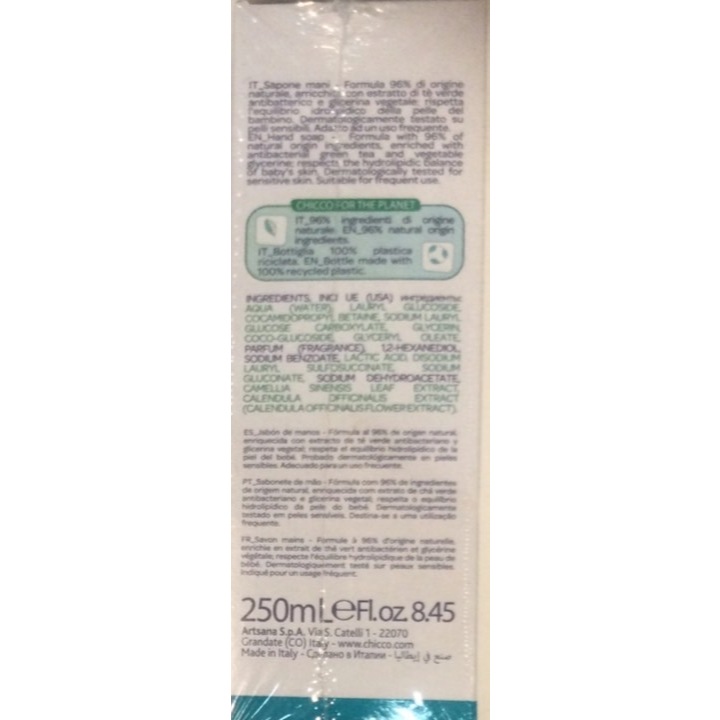 IT_Sapone mani - Formula 96% di origine
naturale, arricchita con estratto di tè verde
antibatterico e glicerina vegetale: rispetta
l'equilibrio idrolipidico della pelle del
bambino. Dermatologicamente testato su
pelli sensibili. Adatto ad un uso frequente.
EN_Hand soap - Formula with 96% of
natural origin ingredients, enriched with
antibacterial green tea and vegetable
glycerine: respects the hydrolipidic balance
of baby's skin. Dermatologically tested for
sensitive skin. Suitable for frequent use.
CHICCO FOR THE PLANET
IT_96% ingredienti di origine
naturale. EN_96% natural origin
ingredients.
IT_Bottiglia 100% plastica
riciclata. EN_Bottle made with
100% recycled plastic.
INGREDIENTS, INCI UE (USA) ингредиенты:
AQUA (WATER), LAURYL GLUCOSIDE,
COCAMIDOPROPYL BETAINE, SODIUM LAURYL
GLUCOSE CARBOXYLATE, GLYCERIN,
COCO-GLUCOSIDE, GLYCERYL OLEATE,
PARFUM (FRAGRANCE), 1,2-HEXANEDIOL,
SODIUM BENZOATE, LACTIC ACID, DISODIUM
LAURYL SULFOSUCCINATE, SODIUM
GLUCONATE, SODIUM DEHYDROACETATE,
CAMELLIA SINENSIS LEAF EXTRACT,
CALENDULA OFFICINALIS EXTRACT
(CALENDULA OFFICINALIS FLOWER EXTRACT).
ES_Jabón de manos - Fórmula al 96% de origen natural,
enriquecida con extracto de té verde antibacteriano y
glicerina vegetal; respeta el equilibrio hidrolipídico de la
piel del bebé. Probado dermatológicamente en pieles
sensibles. Adecuado para un uso frecuente.
PT_Sabonete de mão - Fórmula com 96% de ingredientes
de origem natural, enriquecida com extrato de chá verde
antibacteriano e glicerina vegetal; respeita o equilíbrio
hidrolipídico de pele do bebé. Dermatologicamente
testado em peles sensíveis. Destina-se a uma utilização
frequente.
FR_Savon mains - Formule à 96% d'origine naturelle,
enrichie en extrait de thé vert antibactérien et glycérine
végétale; respecte l'équilibre hydrolipidique de la peau de
bébé. Dermatologiquement testé sur peaux sensibles.
Indiqué pour un usage fréquent.
250mL℮Fl.oz. 8.45
Artsana S.p.A. Via S. Catelli 1 - 22070
Grandate (CO) Italy - www.chicco.com
Made in Italy - Сделано в Италии - صنع في إيطاليا